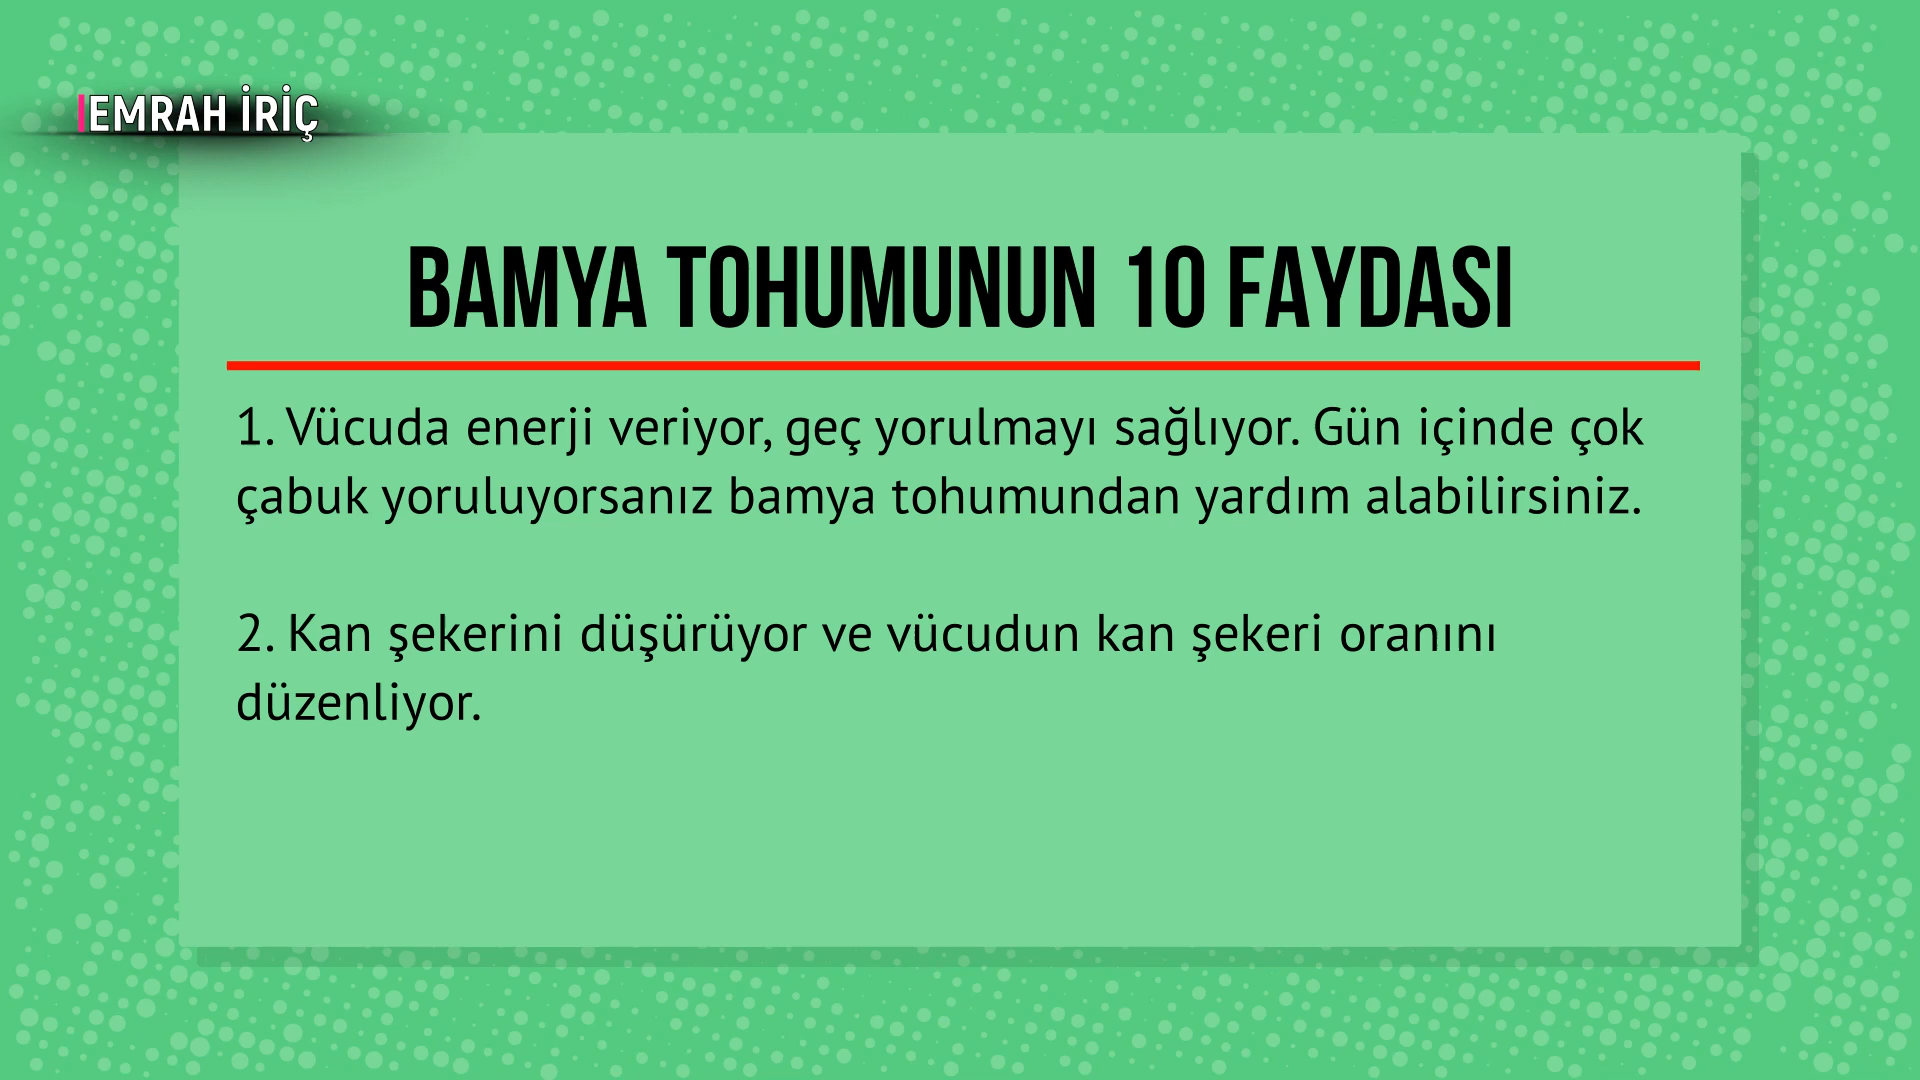 EMRAH İRİÇ
BAMYA TOHUMUNUN 10 FAYDASI
1. Vücuda enerji veriyor, geç yorulmayı sağlıyor. Gün içinde çok
çabuk yoruluyorsanız bamya tohumundan yardım alabilirsiniz.
2. Kan şekerini düşürüyor ve vücudun kan şekeri oranını
düzenliyor.